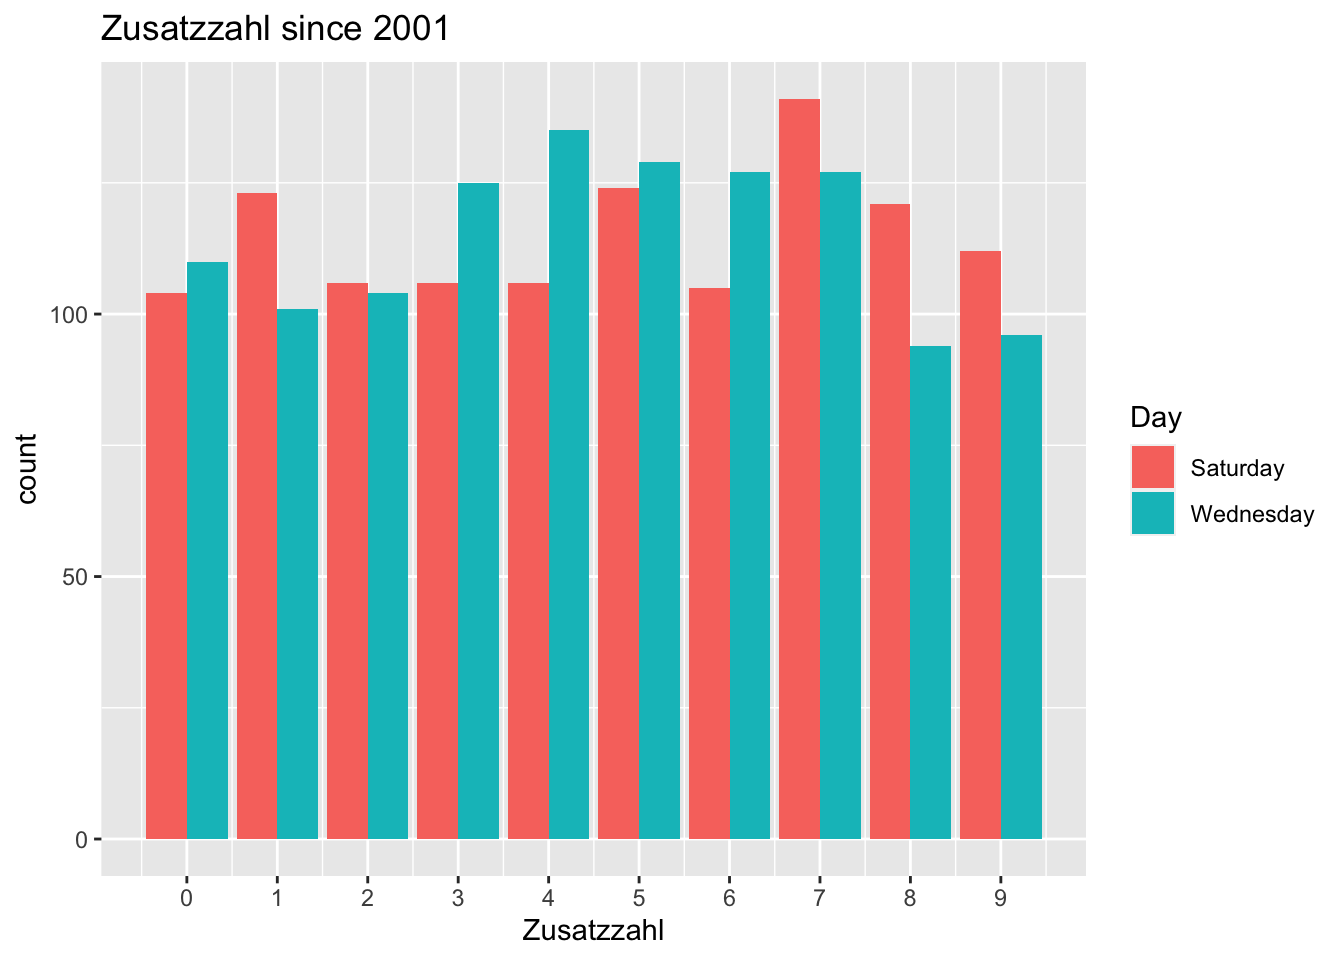 Zusatzzahl since 2001
count
100
50
0
0 1 2 3 4 5 6 7 8 9
Zusatzzahl
Day
Saturday
Wednesday